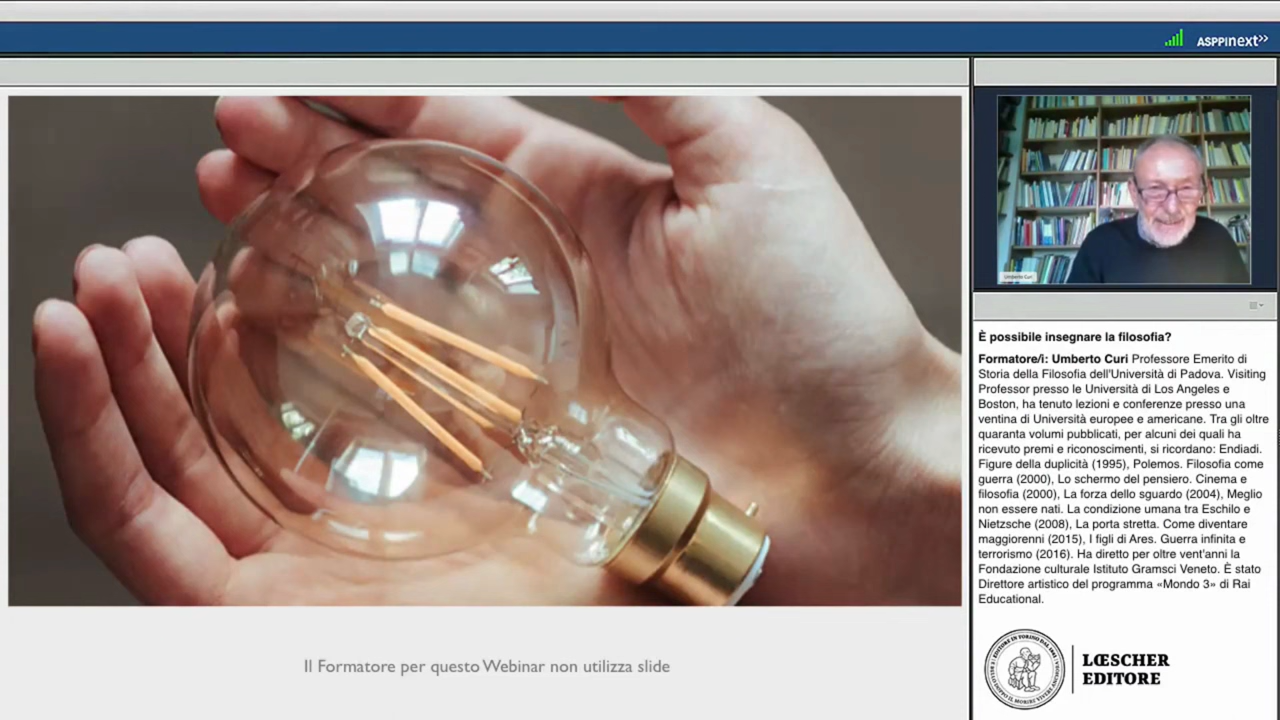 ASPPInext>>
Umberto Curi
È possibile insegnare la filosofia?
Formatore/i: Umberto Curi Professore Emerito di
Storia della Filosofia dell'Università di Padova. Visiting
Professor presso le Università di Los Angeles e
Boston, ha tenuto lezioni e conferenze presso una
ventina di Università europee e americane. Tra gli oltre
quaranta volumi pubblicati, per alcuni dei quali ha
ricevuto premi e riconoscimenti, si ricordano: Endiadi.
Figure della duplicità (1995), Polemos. Filosofia come
guerra (2000), Lo schermo del pensiero. Cinema e
filosofia (2000), La forza dello sguardo (2004), Meglio
non essere nati. La condizione umana tra Eschilo e
Nietzsche (2008), La porta stretta. Come diventare
maggiorenni (2015), I figli di Ares. Guerra infinita e
terrorismo (2016). Ha diretto per oltre vent'anni la
Fondazione culturale Istituto Gramsci Veneto. È stato
Direttore artistico del programma «Mondo 3» di Rai
Educational.
LŒSCHER
EDITORE
Il Formatore per questo Webinar non utilizza slide